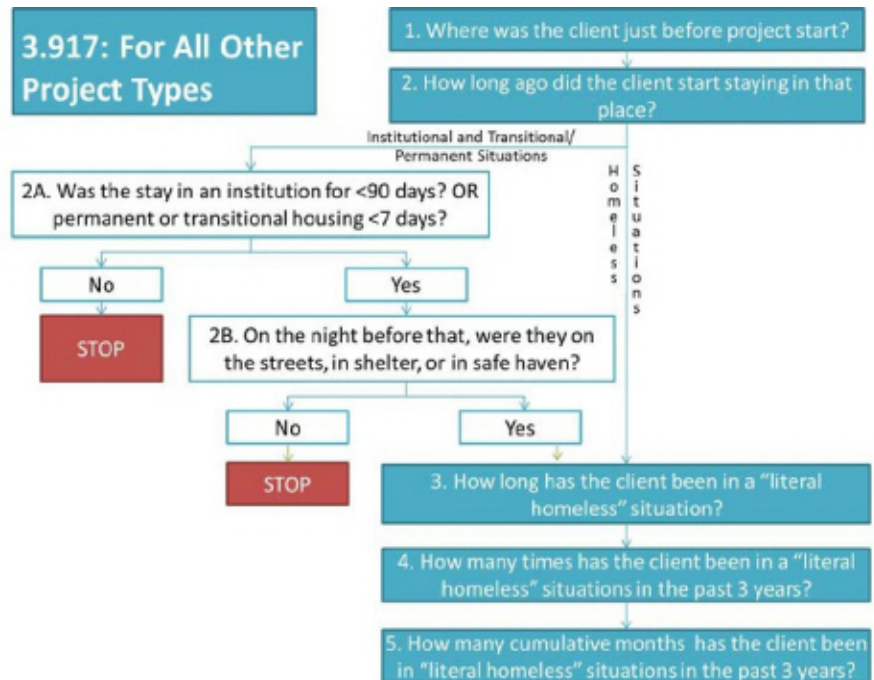 3.917: For All Other
Project Types
1. Where was the client just before project start?
2. How long ago did the client start staying in that
place?
Institutional and Transitional/
Permanent Situations
Homeless
Situations
2A. Was the stay in an institution for <90 days? OR
permanent or transitional housing <7 days?
No
Yes
STOP
2B. On the night before that, were they on
the streets, in shelter, or in safe haven?
No
Yes
STOP
3. How long has the client been in a “literal
homeless” situation?
4. How many times has the client been in a “literal
homeless” situations in the past 3 years?
5. How many cumulative months has the client been
in “literal homeless” situations in the past 3 years?